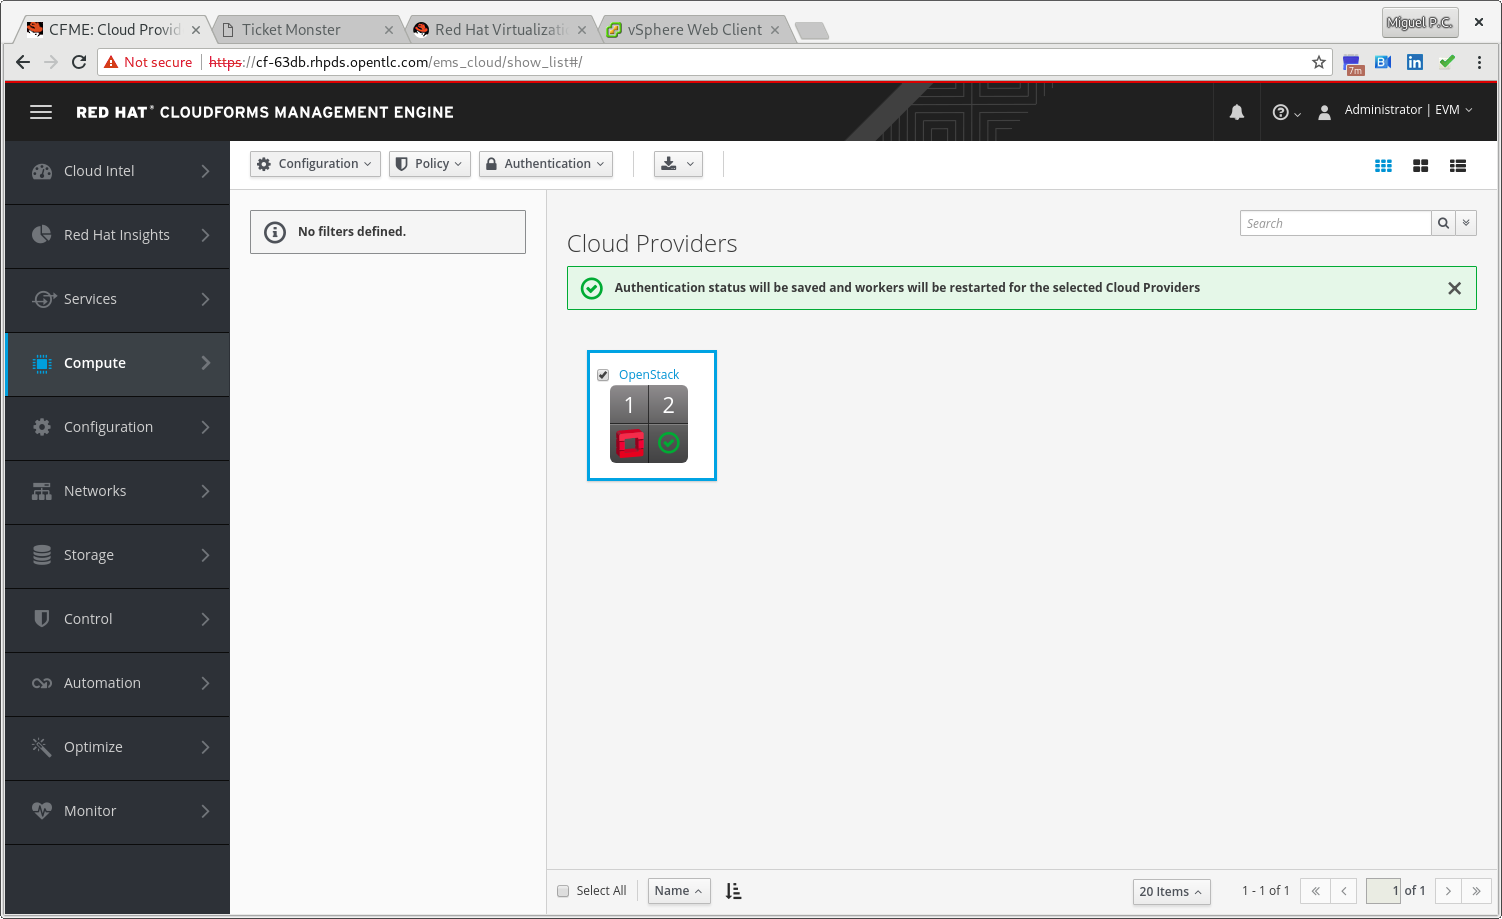 CFME: Cloud Provid
Ticket Monster
Red Hat Virtualizati
vSphere Web Client
Miguel P.C.
Not secure
https://cf-63db.rhpds.opentlc.com/ems_cloud/show_list#/
7m
RED HAT® CLOUDFORMS MANAGEMENT ENGINE
Administrator | EVM
Cloud Intel
Red Hat Insights
Services
Compute
Configuration
Networks
Storage
Control
Automation
Optimize
Monitor
Configuration
Policy
Authentication
No filters defined.
Search
Cloud Providers
Authentication status will be saved and workers will be restarted for the selected Cloud Providers
OpenStack
1 2
Select All
Name
20 Items
1 - 1 of 1
1 of 1